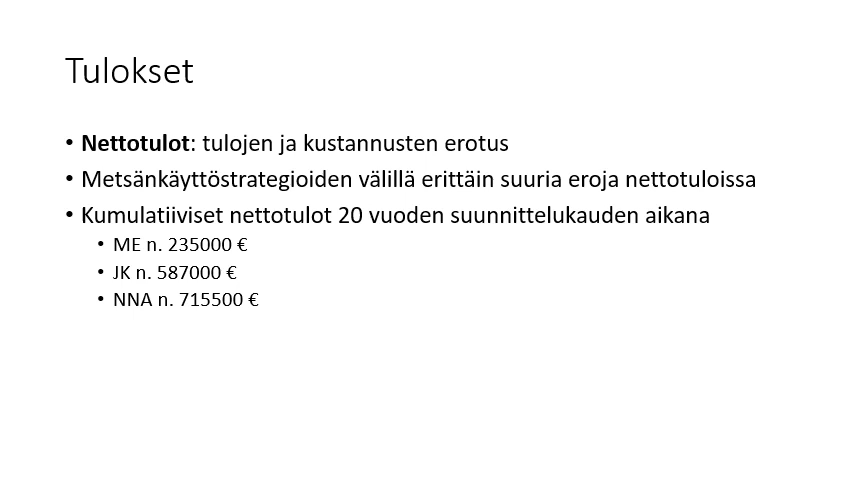 Tulokset
• Nettotulot: tulojen ja kustannusten erotus
• Metsänkäyttöstrategioiden välillä erittäin suuria eroja nettotuloissa
• Kumulatiiviset nettotulot 20 vuoden suunnittelukauden aikana
• ME n. 235000 €
• JK n. 587000 €
• NNA n. 715500 €